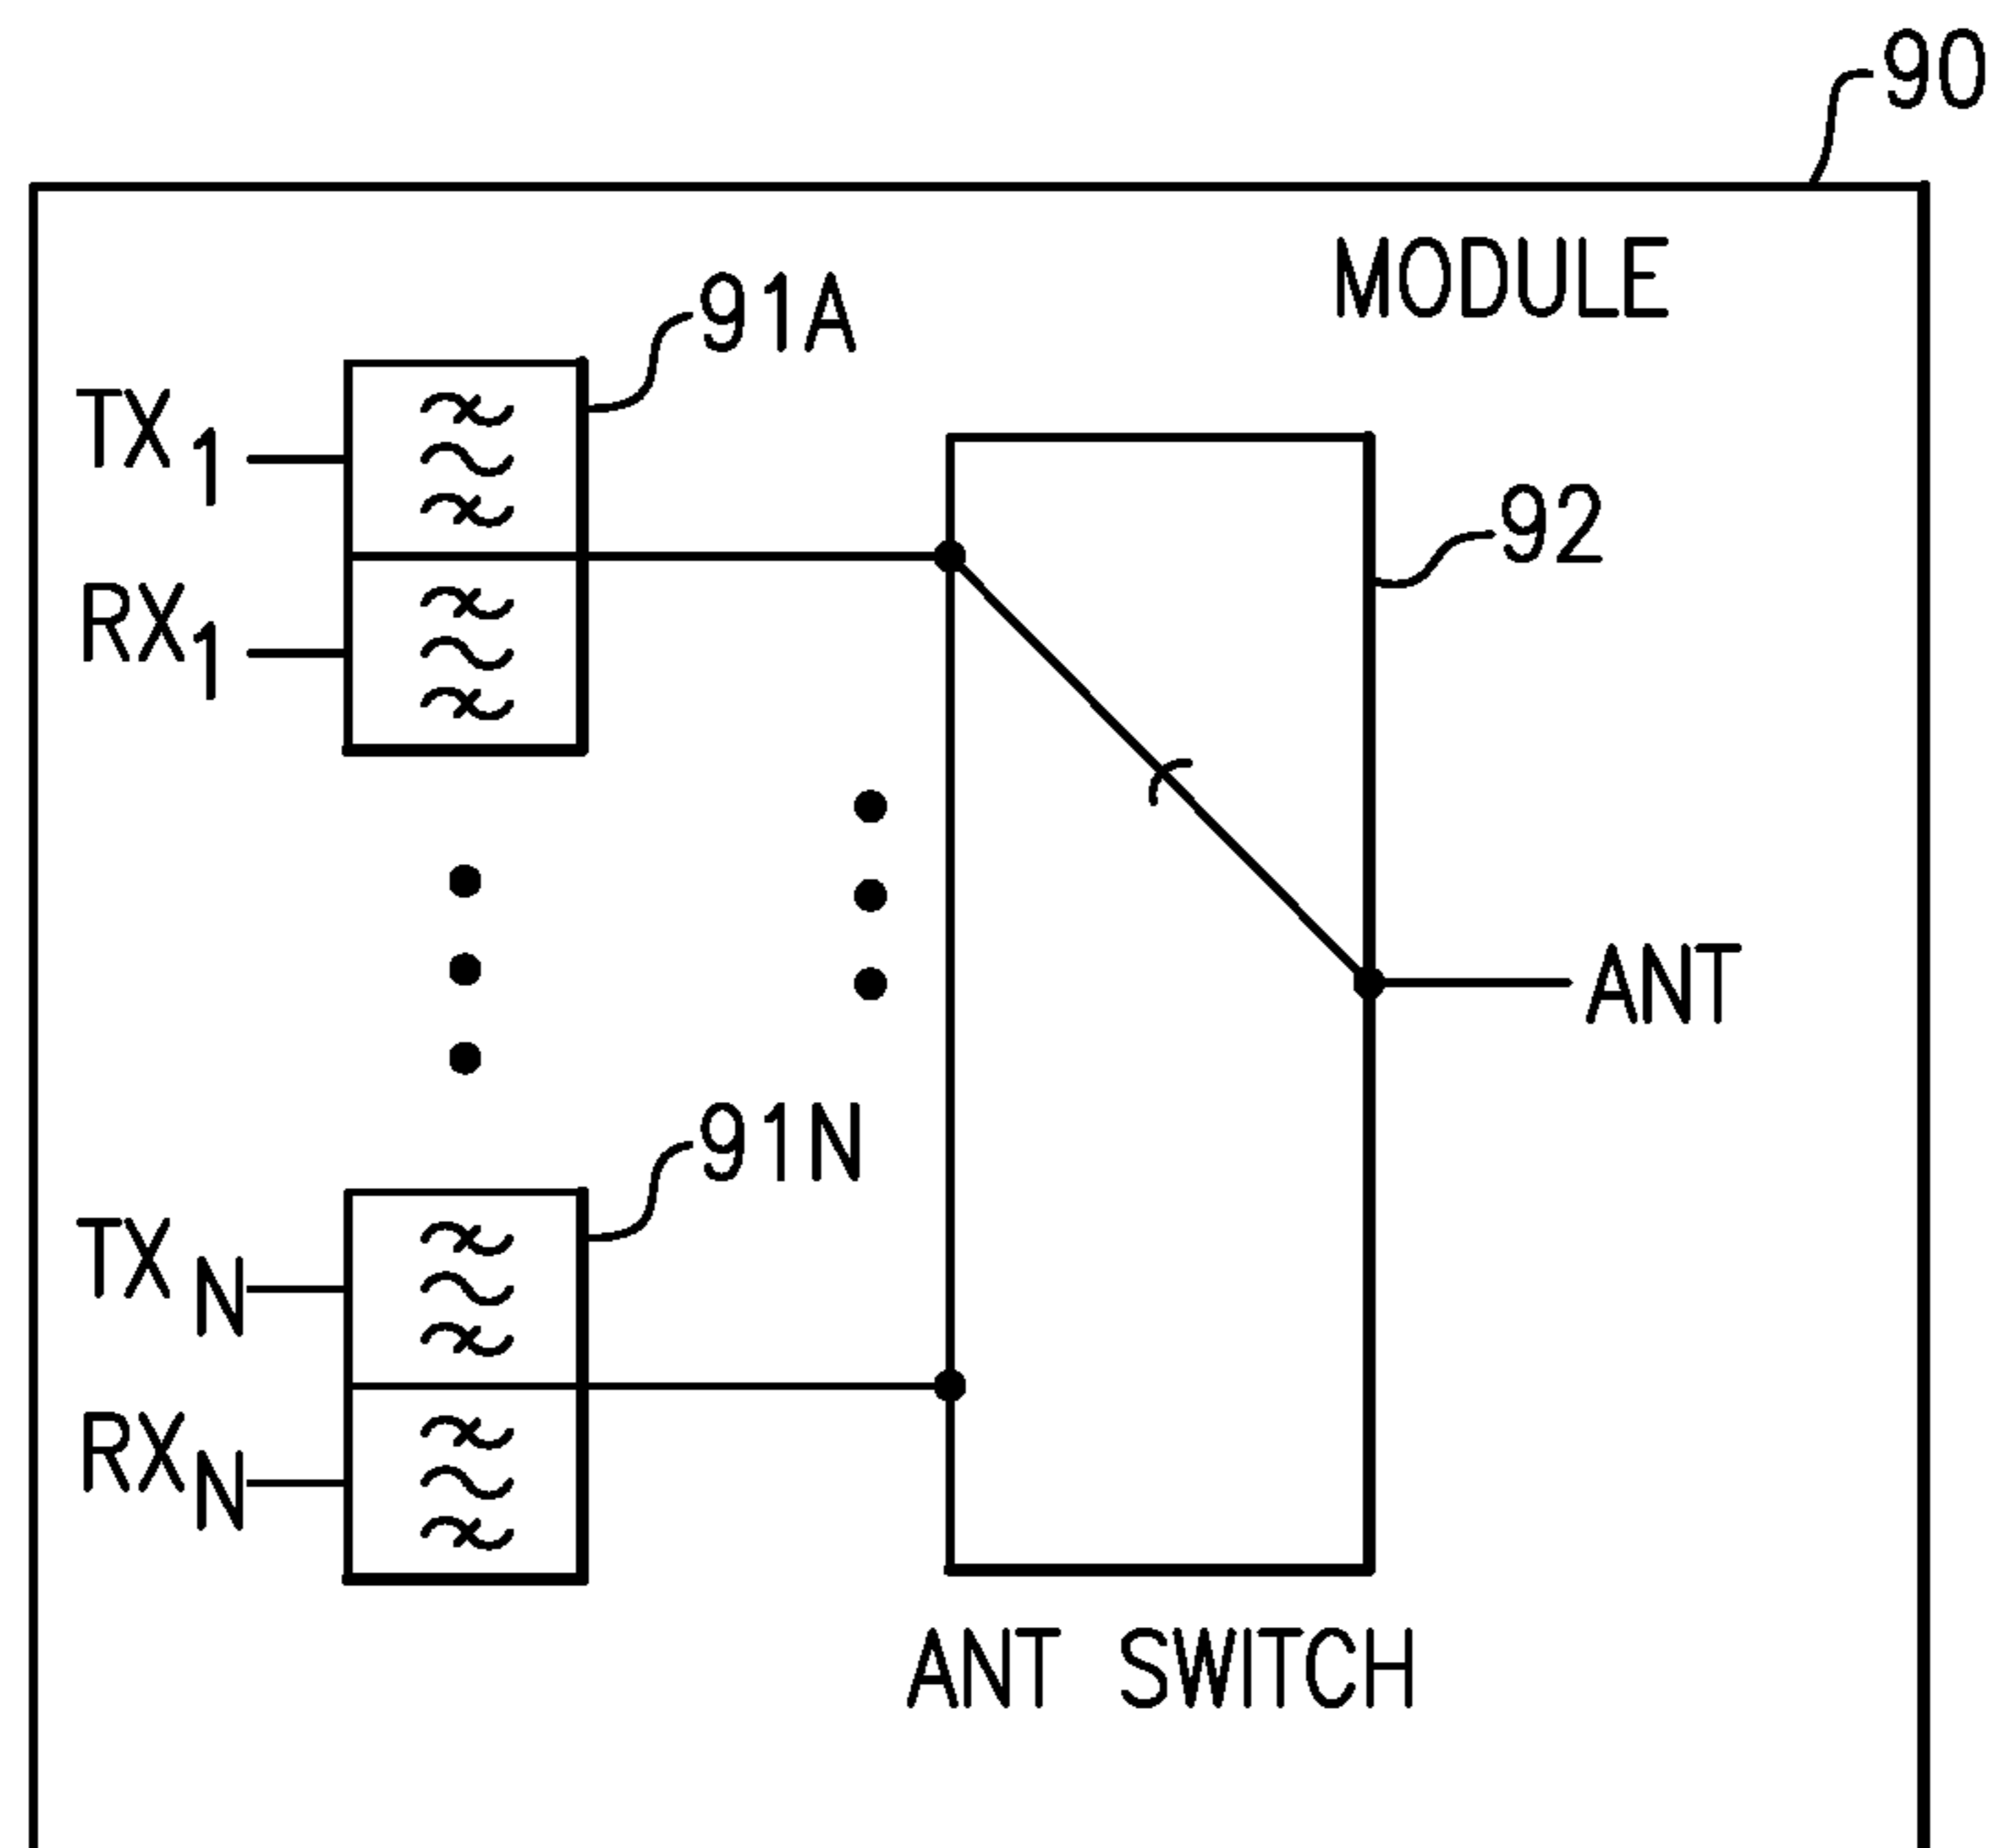 90
MODULE
91A
TX1
RX1
92
ANT
91N
TXN
RXN
ANT SWITCH